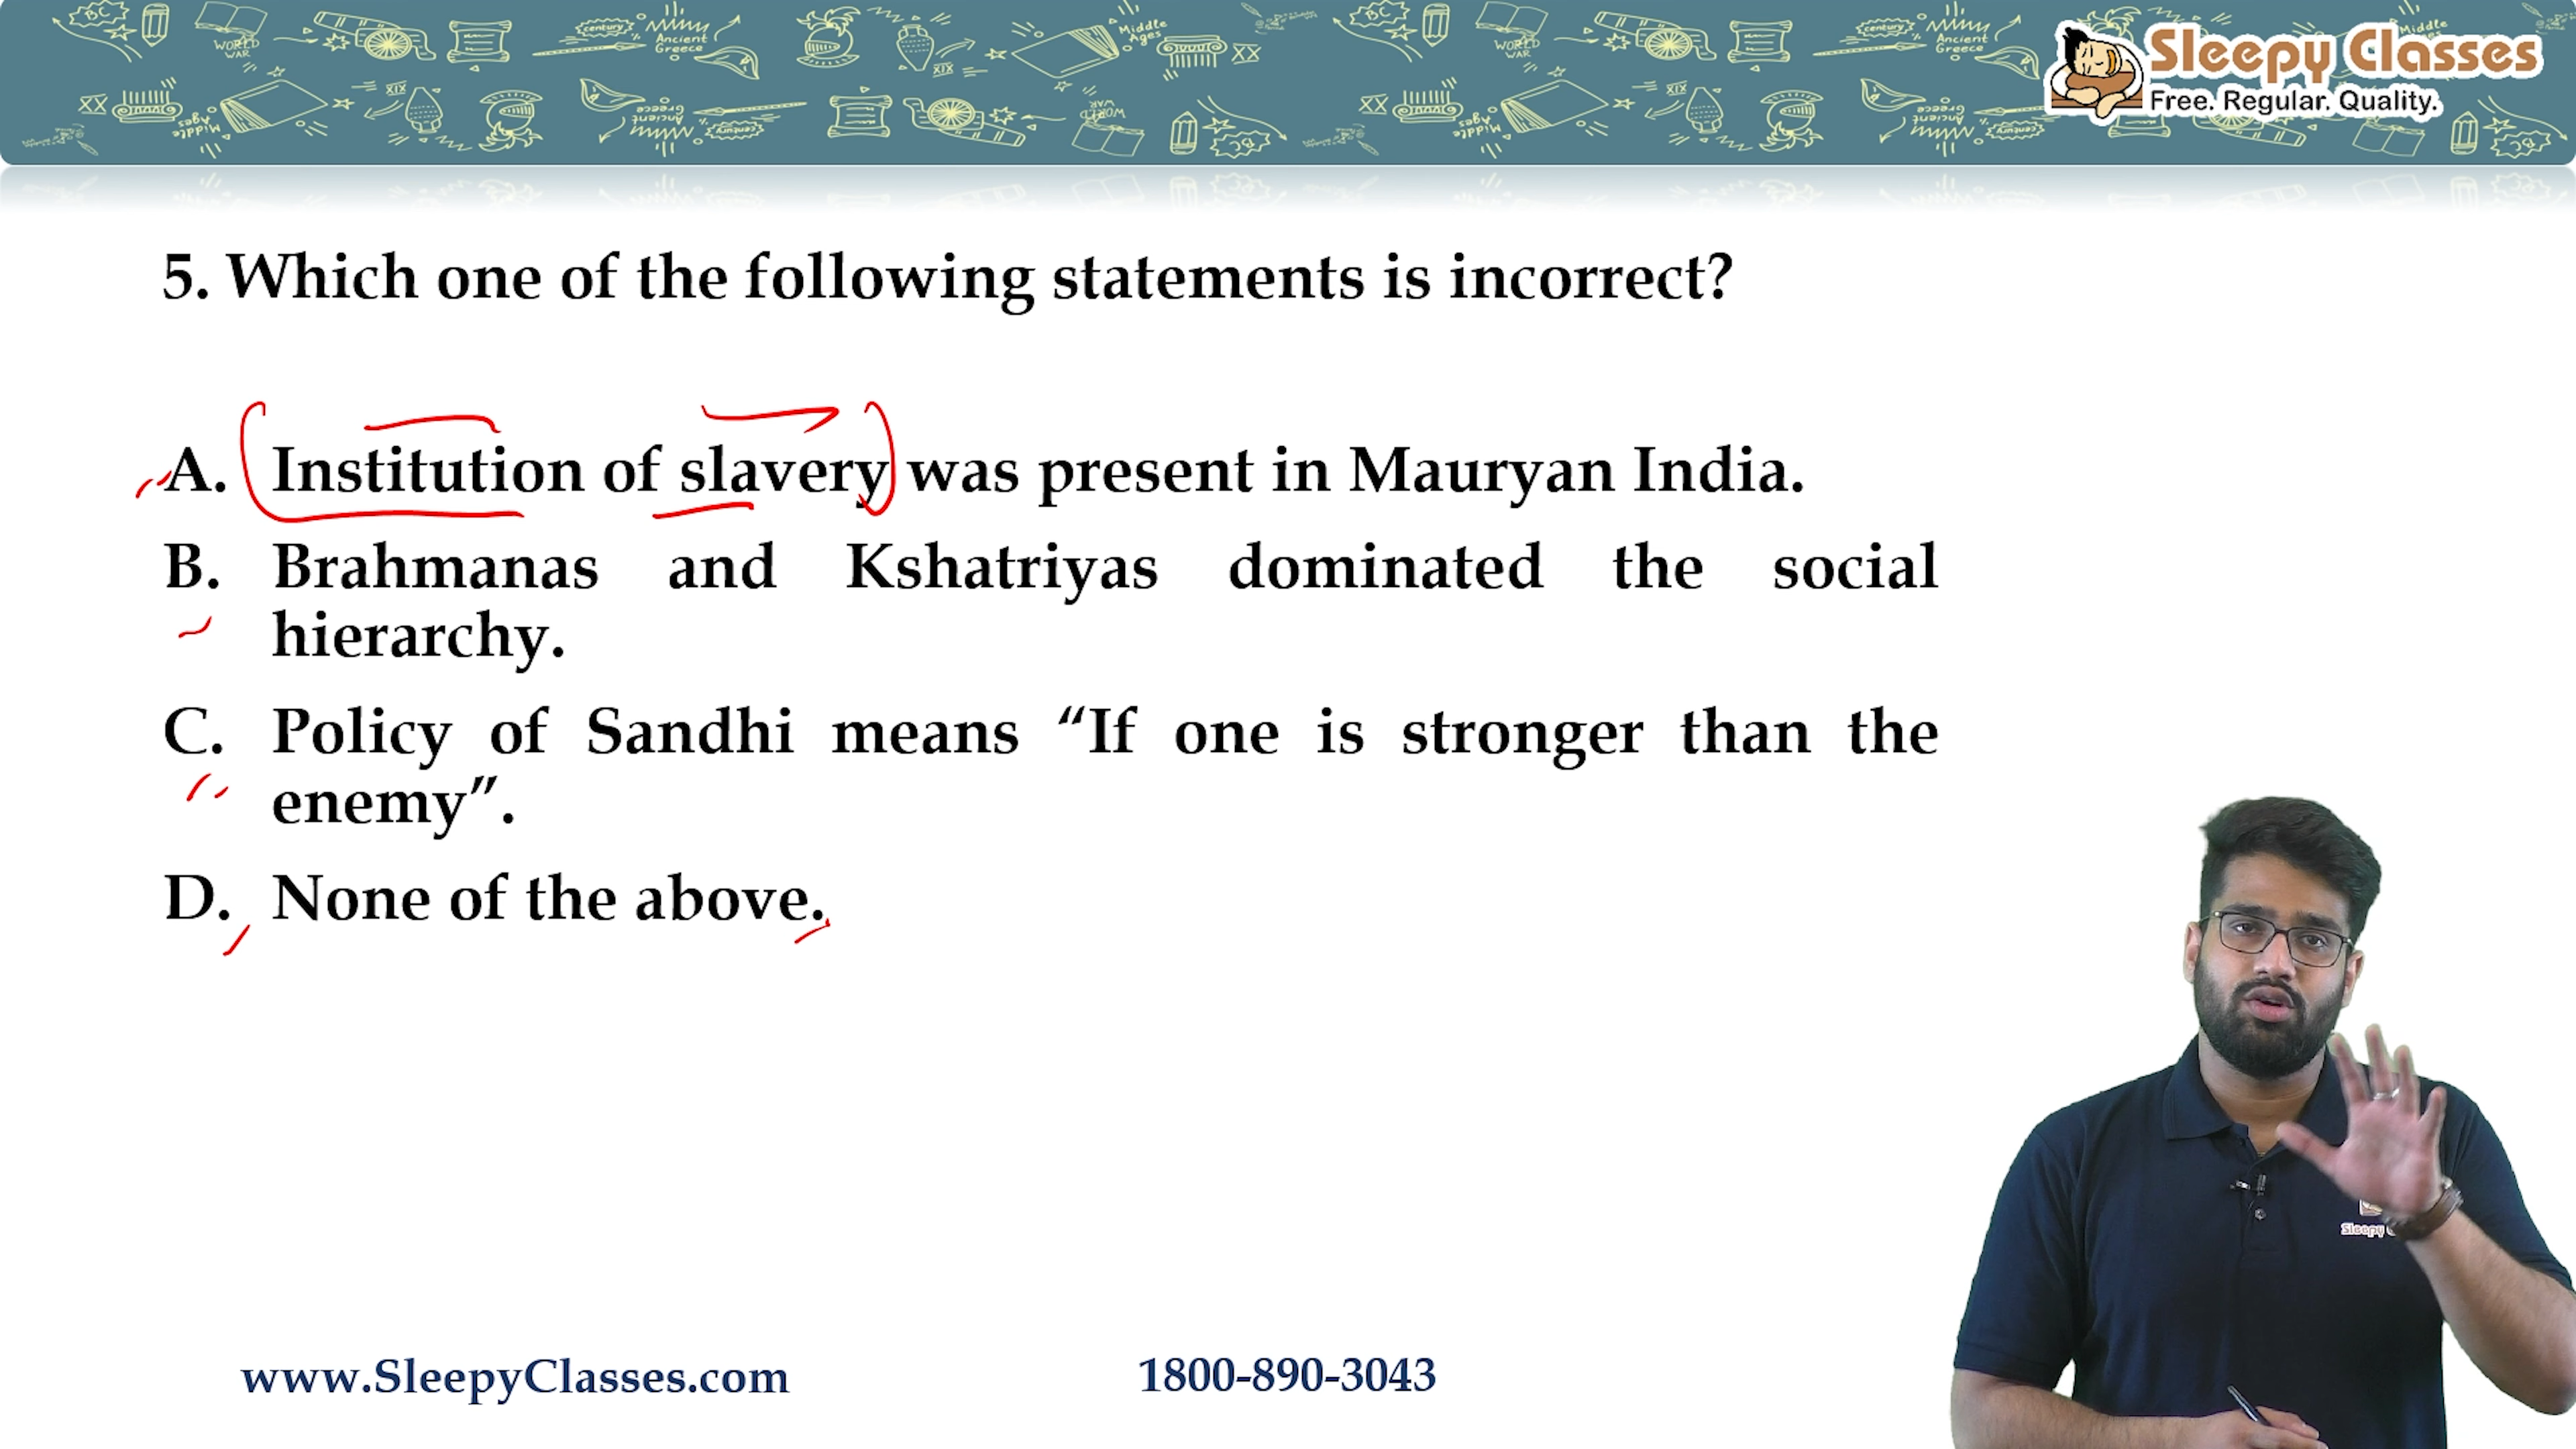 Sleepy Classes
Free. Regular. Quality.
5. Which one of the following statements is incorrect?
A. Institution of slavery was present in Mauryan India.
B. Brahmanas and Kshatriyas dominated the social
hierarchy.
C. Policy of Sandhi means “If one is stronger than the
enemy”.
D. None of the above.
www.SleepyClasses.com
1800-890-3043